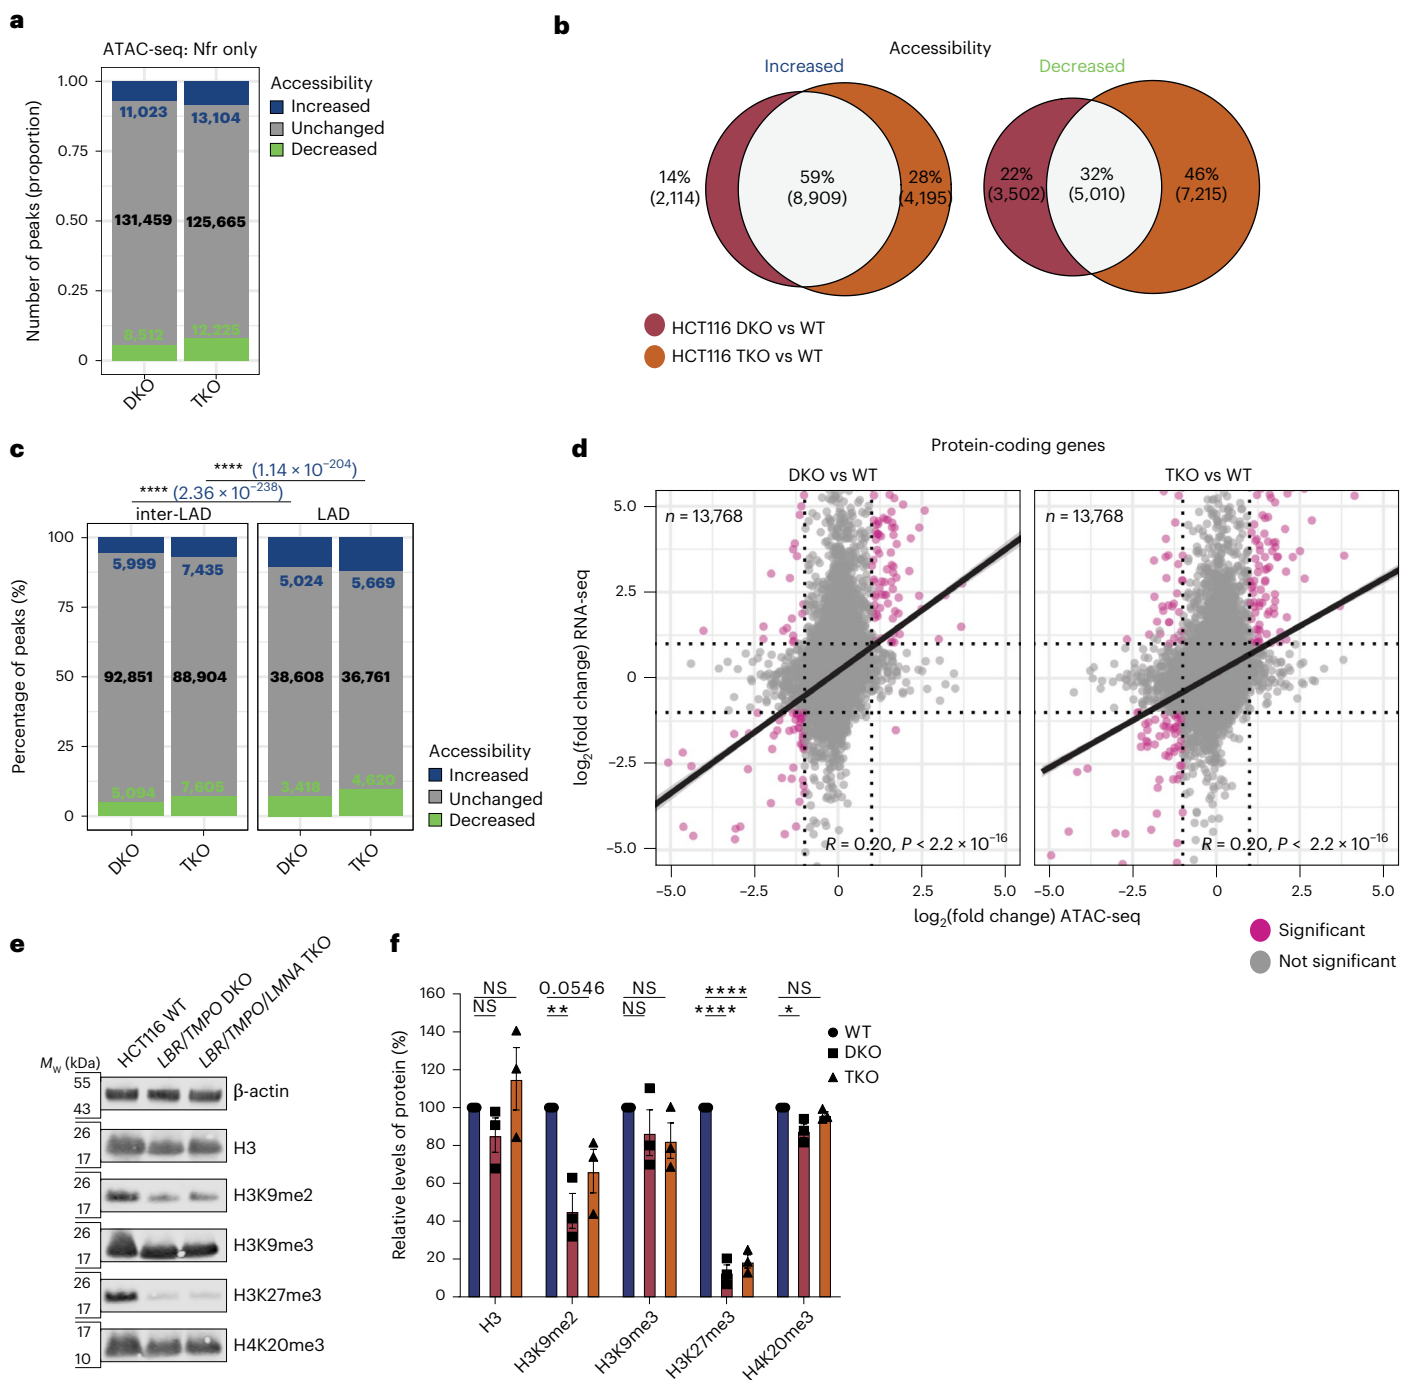 a
ATAC-seq: Nfr only
Number of peaks (proportion)
1.00
0.75
0.50
0.25
0
11,023
13,104
131,459
125,665
8,512
12,225
DKO
TKO
Accessibility
Increased
Unchanged
Decreased
b
Accessibility
Increased
Decreased
14%
(2,114)
59%
(8,909)
28%
(4,195)
22%
(3,502)
32%
(5,010)
46%
(7,215)
HCT116 DKO vs WT
HCT116 TKO vs WT
c
**** (1.14 × 10⁻²⁰⁴)
**** (2.36 × 10⁻²³⁸)
inter-LAD
LAD
Percentage of peaks (%)
100
75
50
25
0
5,999
7,435
5,024
5,669
92,851
88,904
38,608
36,761
5,094
7,605
3,418
4,620
DKO
TKO
DKO
TKO
Accessibility
Increased
Unchanged
Decreased
d
Protein-coding genes
DKO vs WT
TKO vs WT
n = 13,768
n = 13,768
log₂(fold change) RNA-seq
5.0
2.5
0
−2.5
−5.0
R = 0.20, P < 2.2 × 10⁻¹⁶
R = 0.20, P < 2.2 × 10⁻¹⁶
−5.0
−2.5
0
2.5
5.0
−5.0
−2.5
0
2.5
5.0
log₂(fold change) ATAC-seq
Significant
Not significant
e
HCT116 WT
LBR/TMPO DKO
LBR/TMPO/LMNA TKO
Mw (kDa)
55
43
β-actin
26
17
H3
26
17
H3K9me2
26
17
H3K9me3
26
17
H3K27me3
17
10
H4K20me3
f
Relative levels of protein (%)
160
140
120
100
80
60
40
20
0
NS
NS
0.0546
**
NS
NS
****
****
NS
*
WT
DKO
TKO
H3
H3K9me2
H3K9me3
H3K27me3
H4K20me3